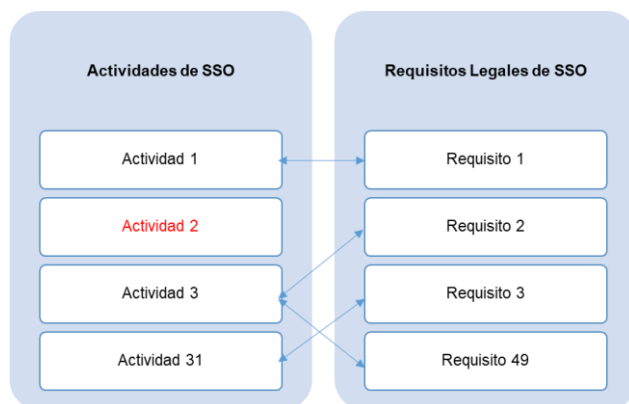 Actividades de SSO
Requisitos Legales de SSO
Actividad 1
Requisito 1
Actividad 2
Requisito 2
Actividad 3
Requisito 3
Actividad 31
Requisito 49